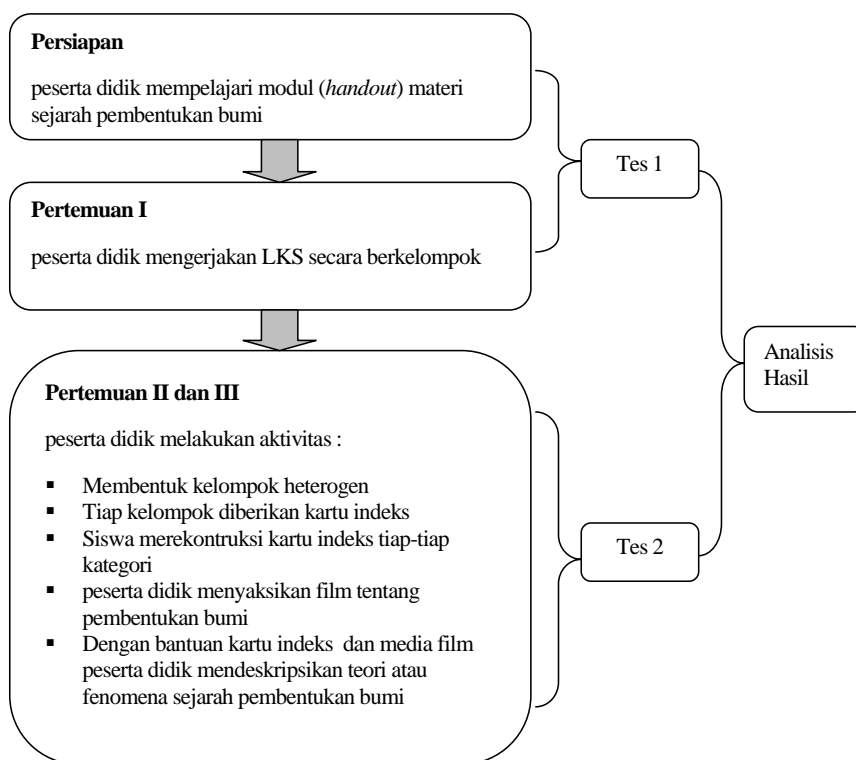 Persiapan
peserta didik mempelajari modul (handout) materi
sejarah pembentukan bumi
Tes 1
Pertemuan I
peserta didik mengerjakan LKS secara berkelompok
Analisis
Hasil
Pertemuan II dan III
peserta didik melakukan aktivitas :
▪ Membentuk kelompok heterogen
▪ Tiap kelompok diberikan kartu indeks
▪ Siswa merekontruksi kartu indeks tiap-tiap
kategori
▪ peserta didik menyaksikan film tentang
pembentukan bumi
▪ Dengan bantuan kartu indeks dan media film
peserta didik mendeskripsikan teori atau
fenomena sejarah pembentukan bumi
Tes 2